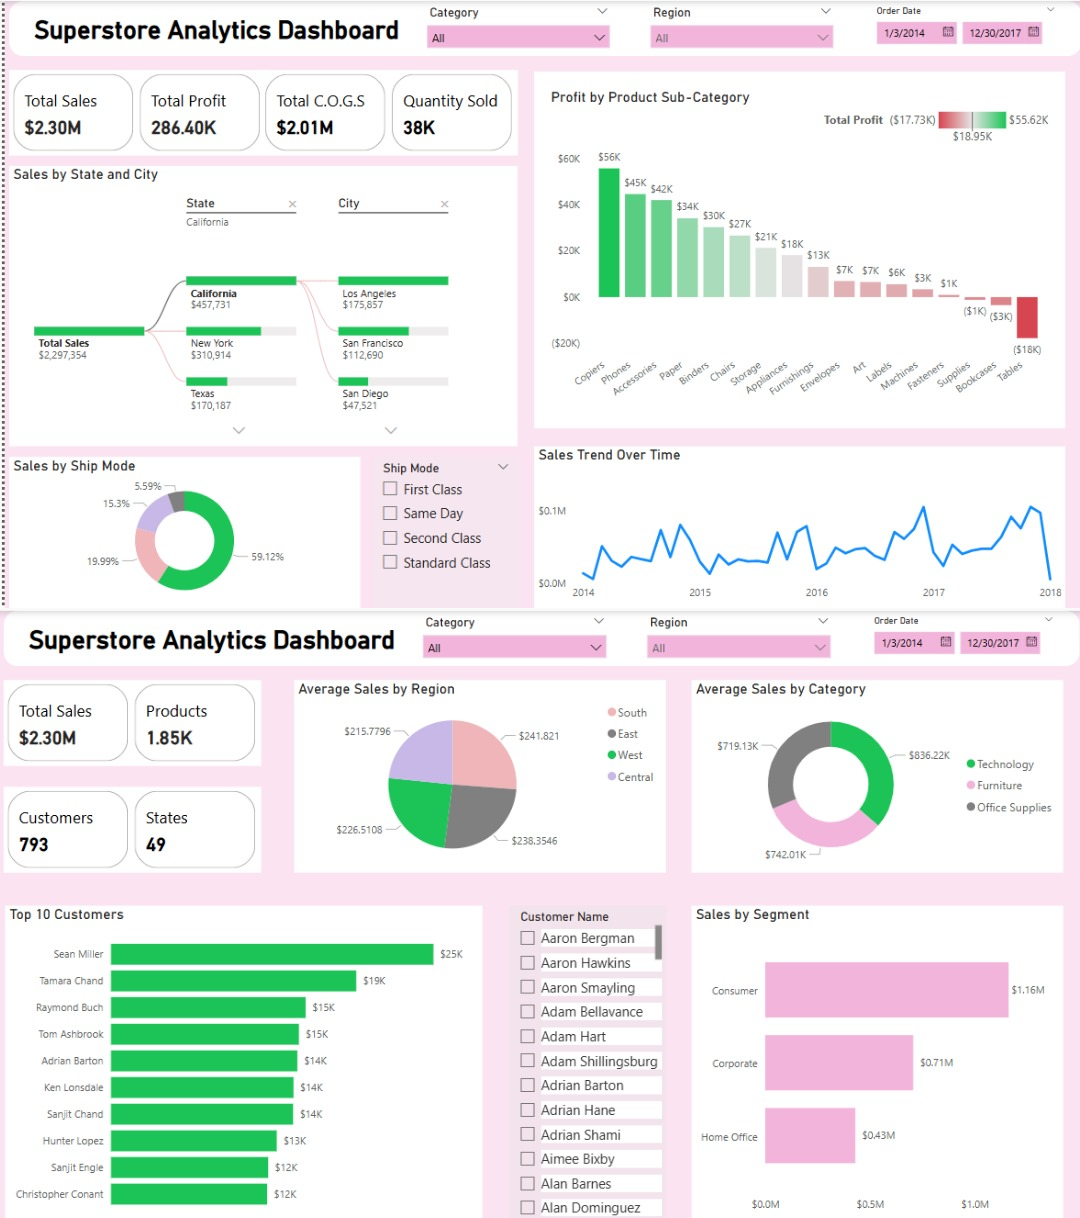 Superstore Analytics Dashboard
Category
All
Region
All
Order Date
1/3/2014
12/30/2017
Total Sales
$2.30M
Total Profit
286.40K
Total C.O.G.S
$2.01M
Quantity Sold
38K
Sales by State and City
State
California
City
Total Sales
$2,297,354
California
$457,731
New York
$310,914
Texas
$170,187
Los Angeles
$175,857
San Francisco
$112,690
San Diego
$47,521
Profit by Product Sub-Category
Total Profit ($17.73K) $55.62K
$18.95K
$60K
$40K
$20K
$0K
($20K)
$56K
$45K
$42K
$34K
$30K
$27K
$21K
$18K
$13K
$7K
$7K
$6K
$3K
$1K
($1K)
($3K)
($18K)
Copiers
Phones
Accessories
Paper
Binders
Chairs
Storage
Appliances
Furnishings
Envelopes
Art
Labels
Machines
Fasteners
Supplies
Bookcases
Tables
Sales by Ship Mode
5.59%
15.3%
19.99%
59.12%
Ship Mode
First Class
Same Day
Second Class
Standard Class
Sales Trend Over Time
$0.1M
$0.0M
2014
2015
2016
2017
2018
Superstore Analytics Dashboard
Category
All
Region
All
Order Date
1/3/2014
12/30/2017
Total Sales
$2.30M
Products
1.85K
Customers
793
States
49
Average Sales by Region
$215.7796
$241.821
$226.5108
$238.3546
South
East
West
Central
Average Sales by Category
$719.13K
$836.22K
$742.01K
Technology
Furniture
Office Supplies
Top 10 Customers
Sean Miller $25K
Tamara Chand $19K
Raymond Buch $15K
Tom Ashbrook $15K
Adrian Barton $14K
Ken Lonsdale $14K
Sanjit Chand $14K
Hunter Lopez $13K
Sanjit Engle $12K
Christopher Conant $12K
Customer Name
Aaron Bergman
Aaron Hawkins
Aaron Smayling
Adam Bellavance
Adam Hart
Adam Shillingsburg
Adrian Barton
Adrian Hane
Adrian Shami
Aimee Bixby
Alan Barnes
Alan Dominguez
Sales by Segment
Consumer $1.16M
Corporate $0.71M
Home Office $0.43M
$0.0M
$0.5M
$1.0M